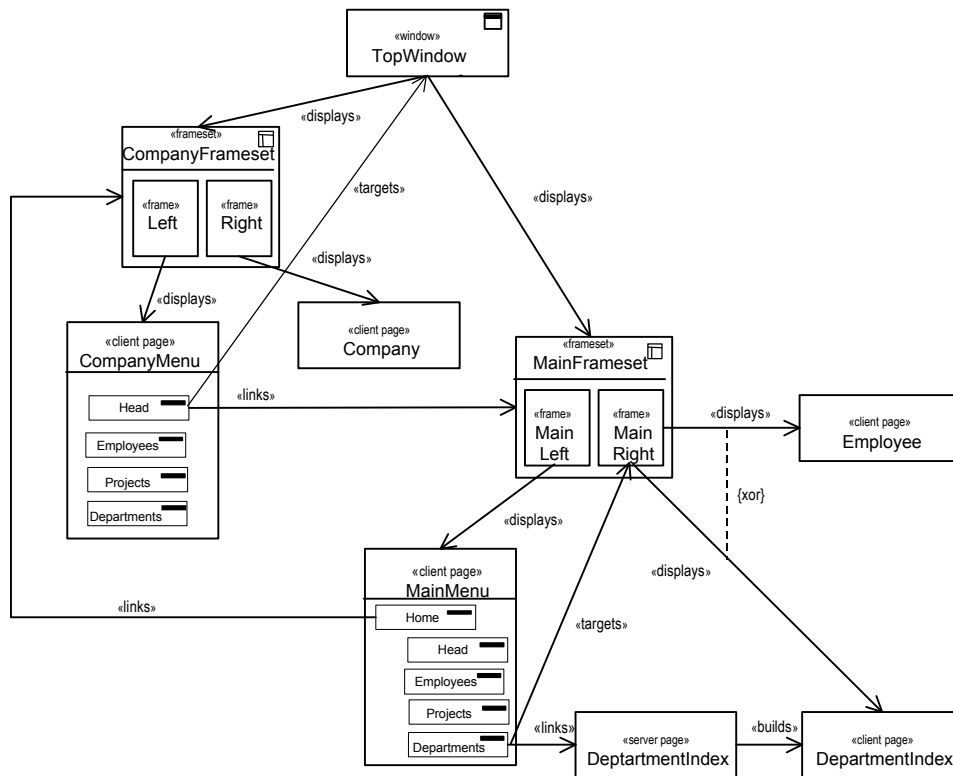 «window»
TopWindow
«displays»
«frameset»
CompanyFrameset
«targets»
«displays»
«frame»
Left
«frame»
Right
«displays»
«displays»
«client page»
Company
«client page»
CompanyMenu
Head
Employees
Projects
Departments
«links»
«frameset»
MainFrameset
«frame»
Main
Left
«frame»
Main
Right
«displays»
«client page»
Employee
{xor}
«displays»
«displays»
«client page»
MainMenu
«links»
Home
Head
Employees
Projects
Departments
«targets»
«links»
«server page»
DeptartmentIndex
«builds»
«client page»
DepartmentIndex